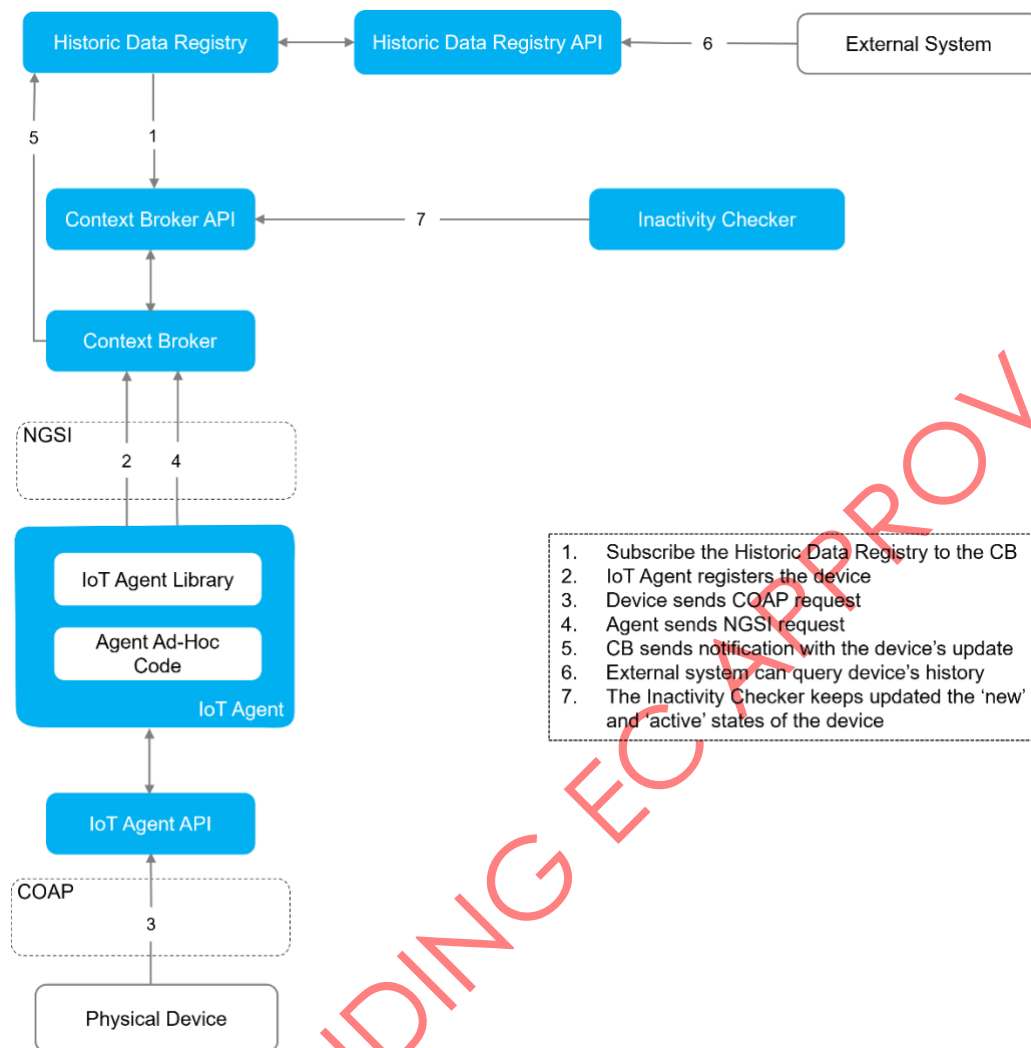 Historic Data Registry
Historic Data Registry API
6
External System
5
1
Context Broker API
7
Inactivity Checker
Context Broker
NGSI
2
4
IoT Agent Library
Agent Ad-Hoc
Code
IoT Agent
1. Subscribe the Historic Data Registry to the CB
2. IoT Agent registers the device
3. Device sends COAP request
4. Agent sends NGSI request
5. CB sends notification with the device's update
6. External system can query device's history
7. The Inactivity Checker keeps updated the 'new'
and 'active' states of the device
IoT Agent API
COAP
3
Physical Device
NDING EC APPROV